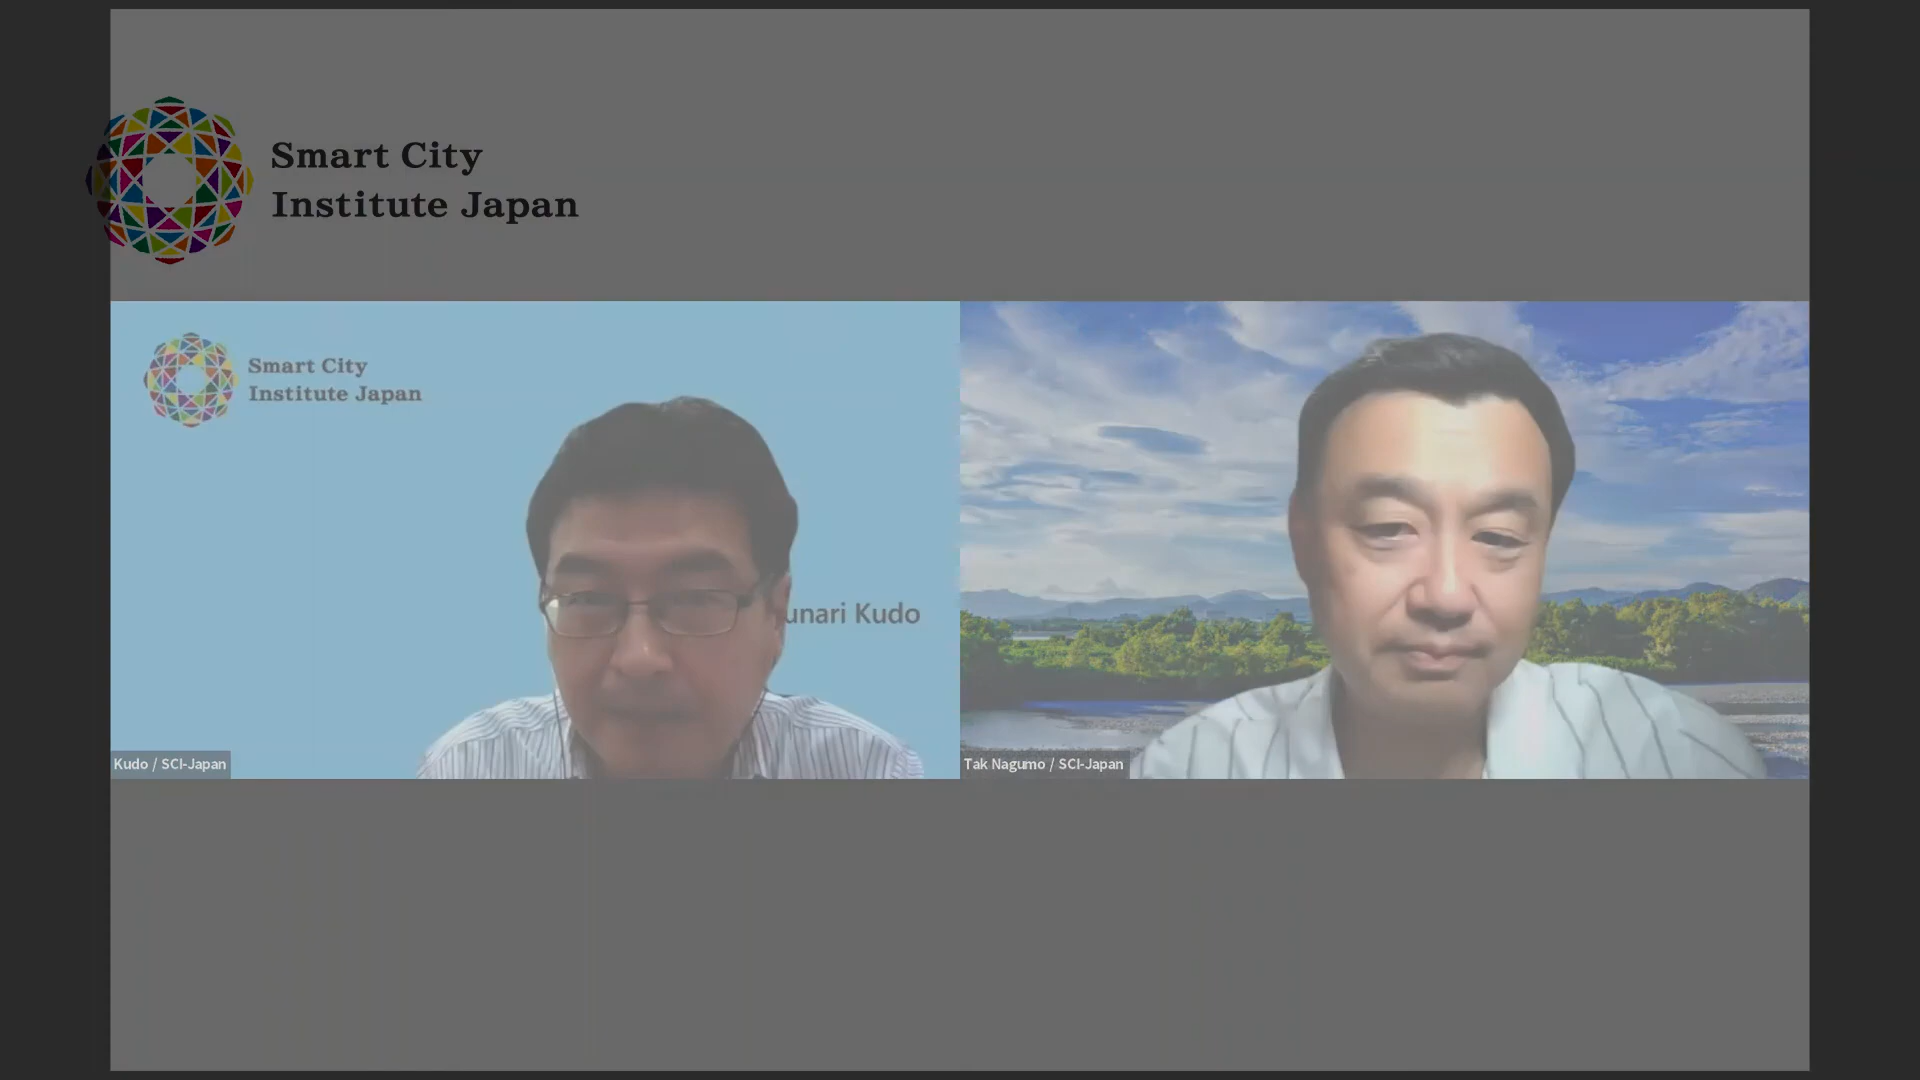 Smart City
Institute Japan
Smart City
Institute Japan
unari Kudo
Kudo / SCI-Japan
Tak Nagumo / SCI-Japan